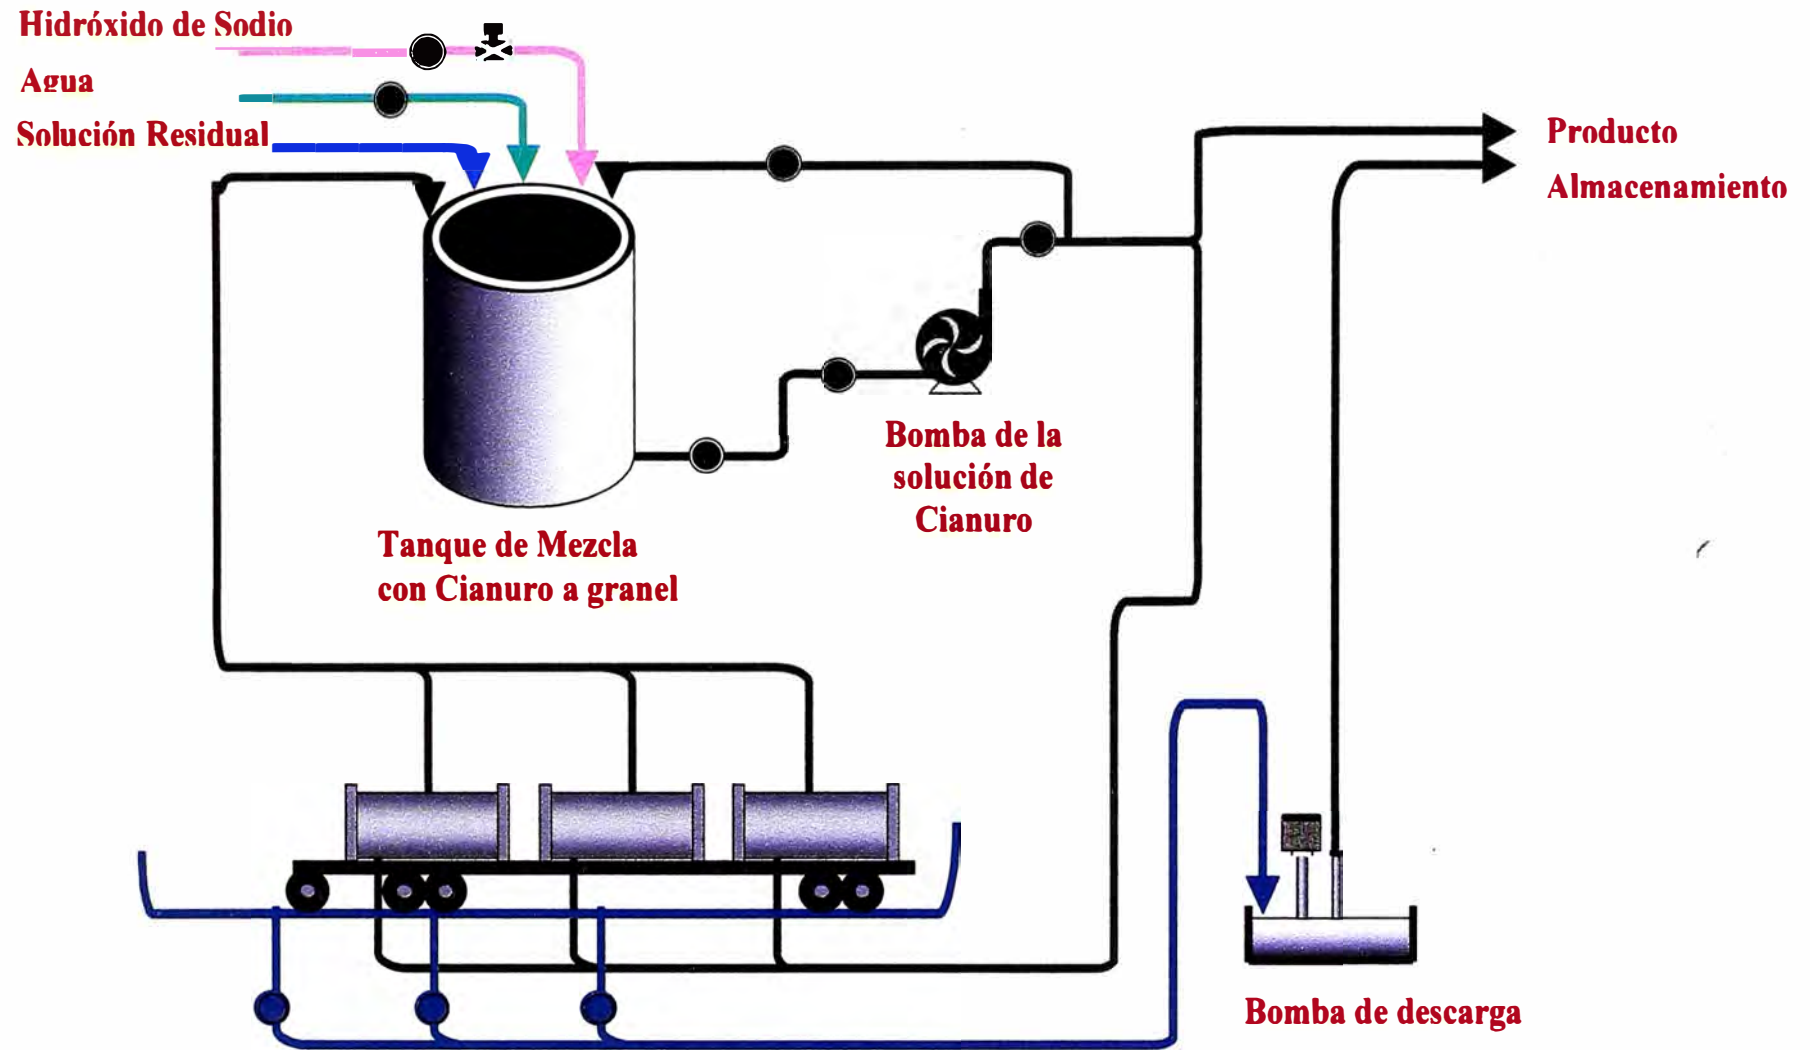 Hidróxido de Sodio
Agua
Solución Residual
Producto
Almacenamiento
Bomba de la
solución de
Cianuro
Tanque de Mezcla
con Cianuro a granel
Bomba de descarga